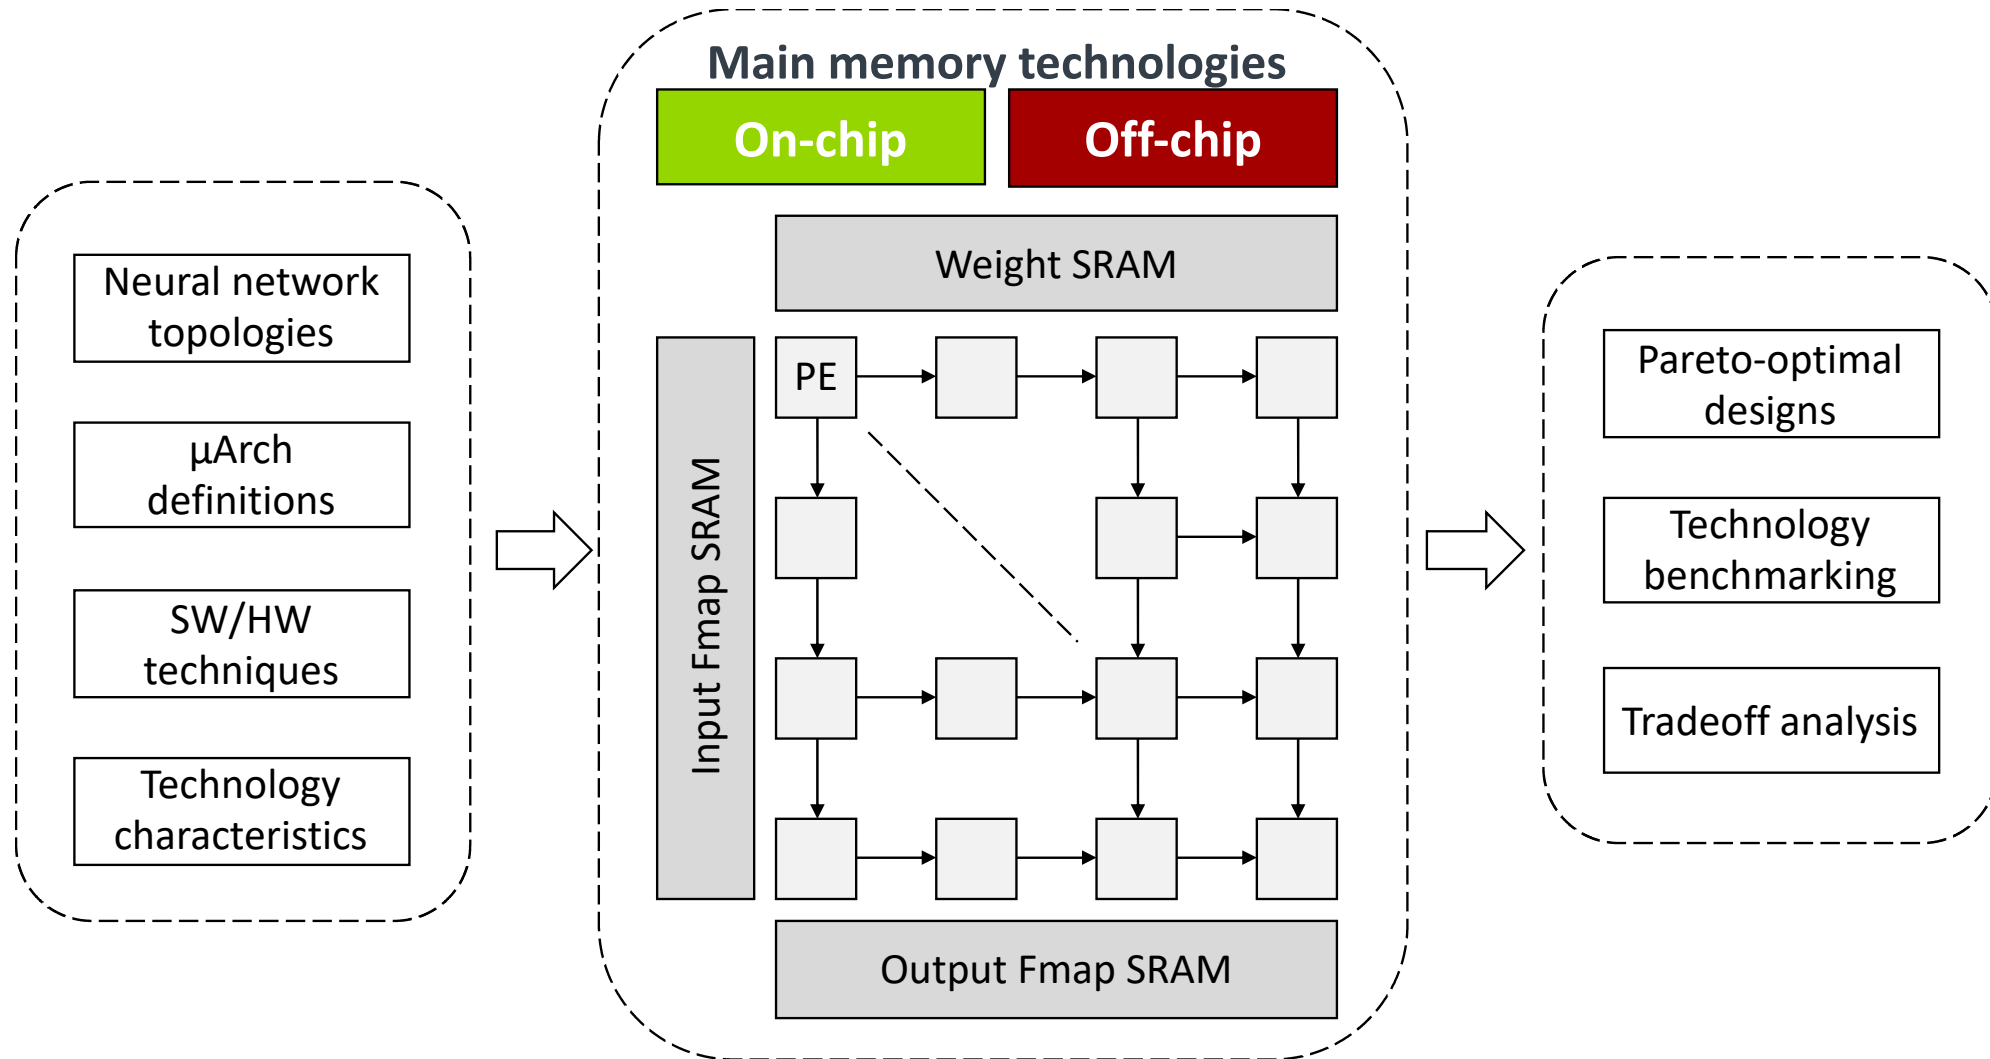 Neural network
topologies
µArch
definitions
SW/HW
techniques
Technology
characteristics
Main memory technologies
On-chip
Off-chip
Weight SRAM
Input Fmap SRAM
PE
Output Fmap SRAM
Pareto-optimal
designs
Technology
benchmarking
Tradeoff analysis